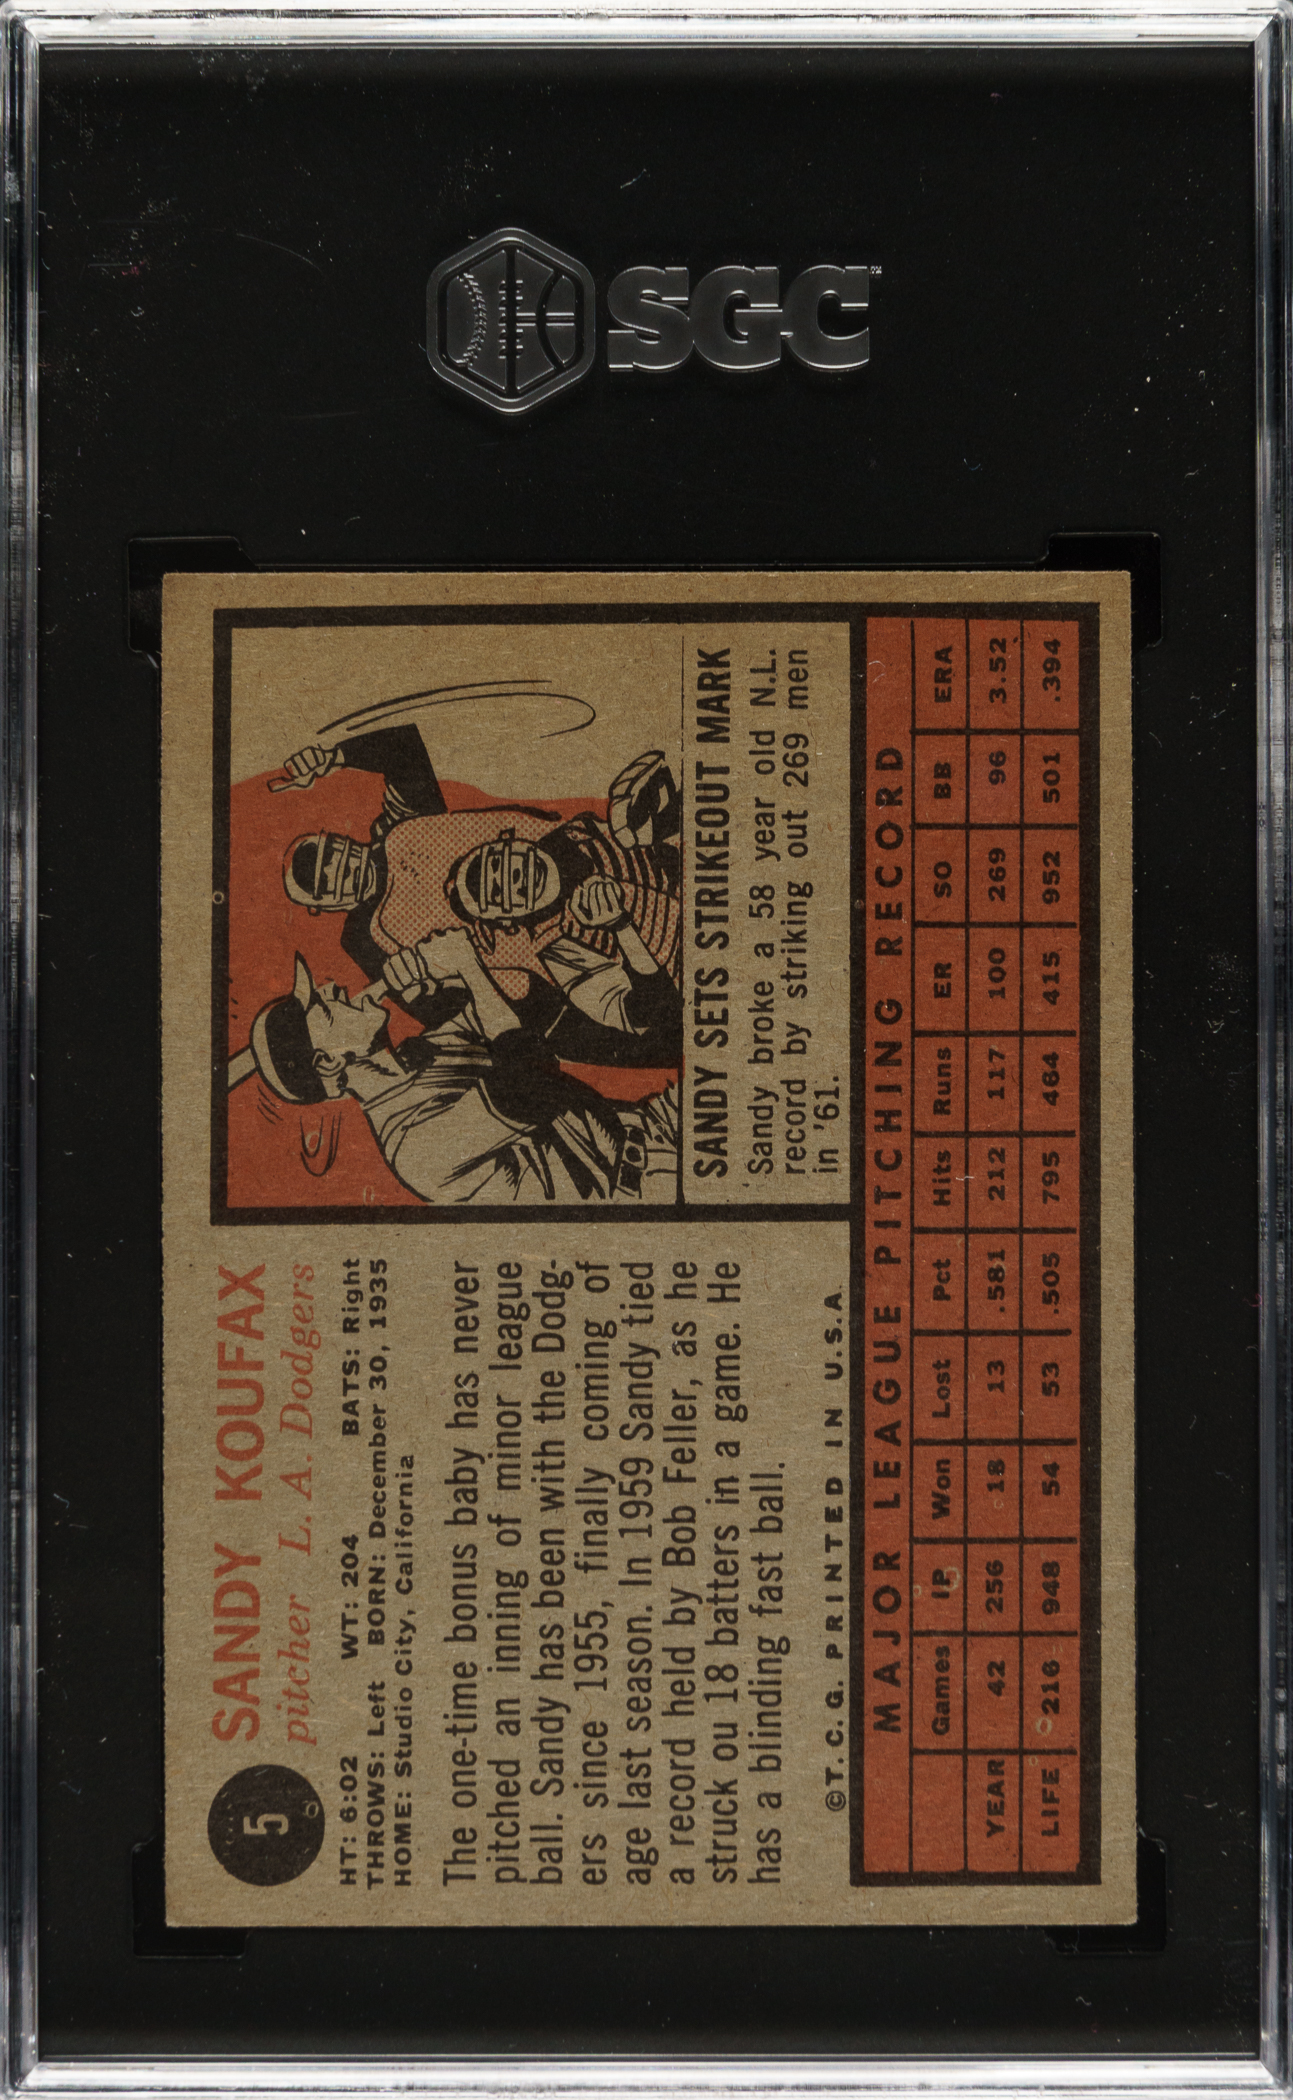 SGC
TM
5
SANDY KOUFAX
pitcher L. A. Dodgers
HT: 6:02 WT: 204 BATS: Right
THROWS: Left BORN: December 30, 1935
HOME: Studio City, California
The one-time bonus baby has never
pitched an inning of minor league
ball. Sandy has been with the Dodg-
ers since 1955, finally coming of
age last season. In 1959 Sandy tied
a record held by Bob Feller, as he
struck ou 18 batters in a game. He
has a blinding fast ball.
©T. C. G. PRINTED IN U.S.A.
SANDY SETS STRIKEOUT MARK
Sandy broke a 58 year old N.L.
record by striking out 269 men
in '61.
MAJOR LEAGUE PITCHING RECORD
Games IP Won Lost Pct Hits Runs ER SO BB ERA
YEAR 42 256 18 13 .581 212 117 100 269 96 3.52
LIFE 216 948 54 53 .505 795 464 415 952 501 .394